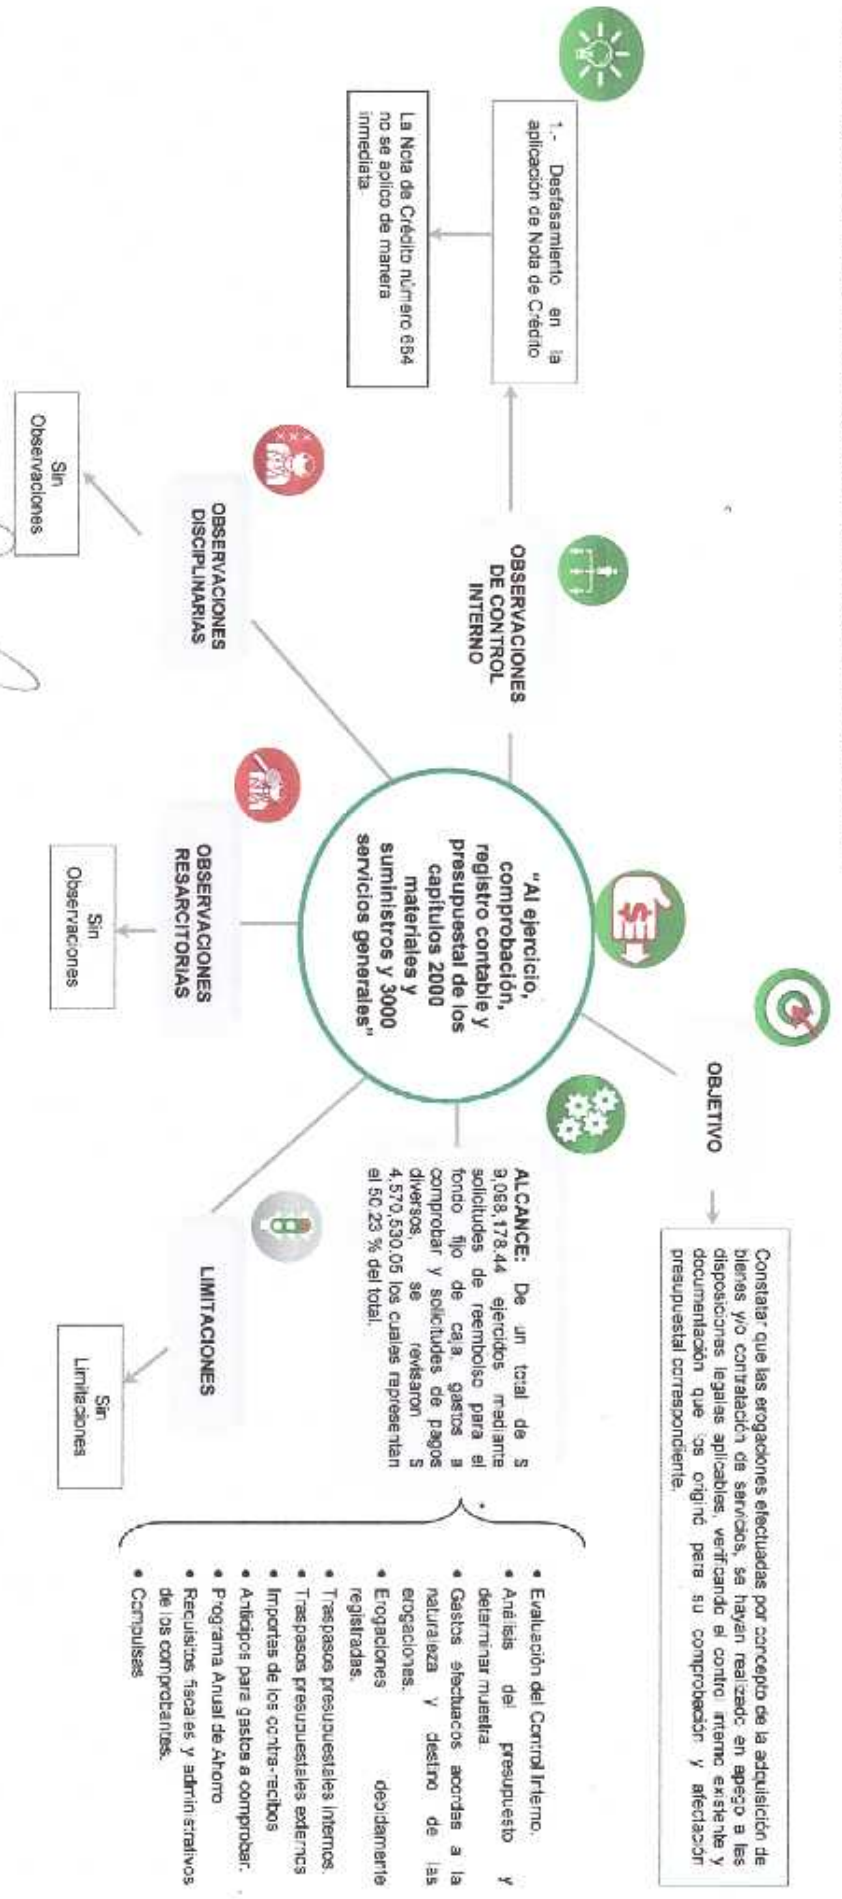 OBJETIVO
Constatar que las erogaciones efectuadas por concepto de la adquisición de
bienes y/o contratación de servicios, se hayan realizado en apego a las
disposiciones legales aplicables, verificando el control interno existente y
documentación que los originó para su comprobación y afectación
presupuestal correspondiente.
"Al ejercicio,
comprobación,
registro contable y
presupuestal de los
capítulos 2000
materiales y
suministros y 3000
servicios generales"
OBSERVACIONES
DE CONTROL
INTERNO
1.- Desfasamiento en la
aplicación de Nota de Crédito
La Nota de Crédito número 654
no se aplico de manera
inmediata.
ALCANCE: De un total de $
9,098,178.44 ejercidos mediante
solicitudes de reembolso para el
fondo fijo de caja, gastos a
comprobar y solicitudes de pagos
diversos, se revisaron $
4,570,530.05 los cuales representan
el 50.23 % del total.
• Evaluación del Control Interno.
• Análisis del presupuesto y
determinar muestra.
• Gastos efectuados acordes a la
naturaleza y destino de las
erogaciones.
• Erogaciones debidamente
registradas.
• Traspasos presupuestales internos.
• Traspasos presupuestales externos
• Importes de los contra-recibos
• Anticipos para gastos a comprobar.
• Programa Anual de Ahorro
• Requisitos fiscales y administrativos
de los comprobantes.
• Compulsas
OBSERVACIONES
DISCIPLINARIAS
Sin
Observaciones
OBSERVACIONES
RESARCITORIAS
Sin
Observaciones
LIMITACIONES
Sin
Limitaciones